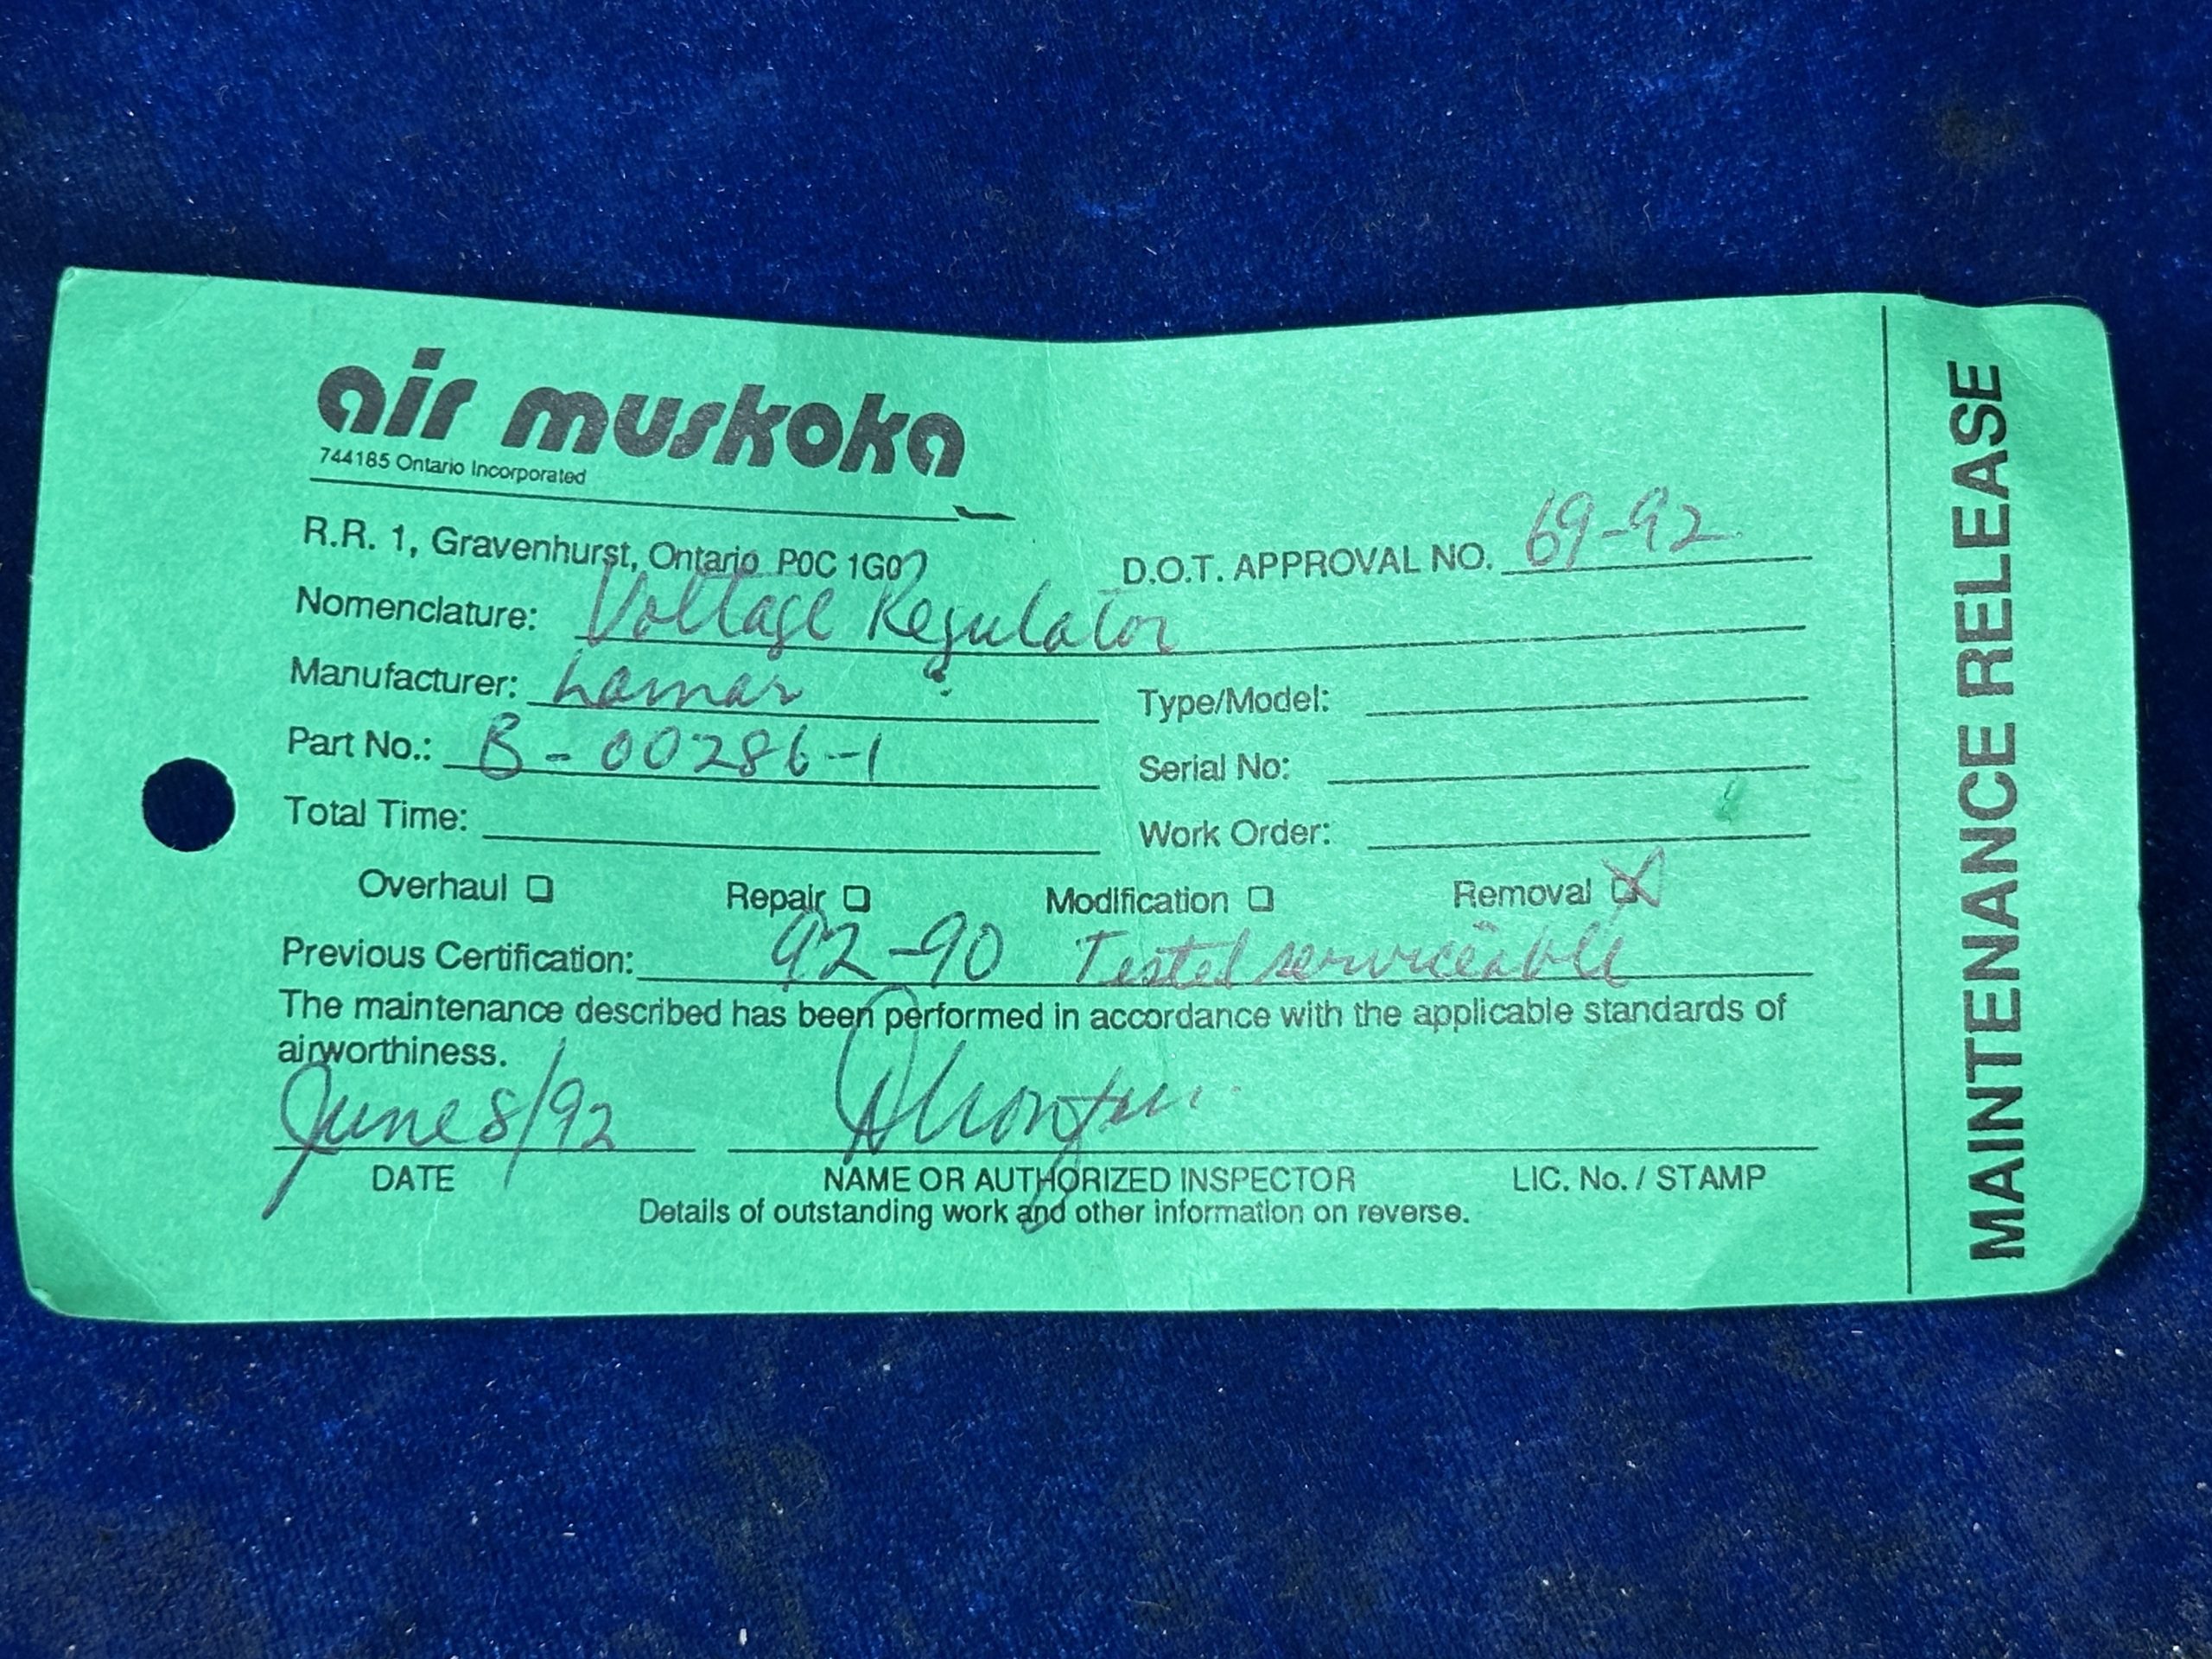 air muskoka
744185 Ontario Incorporated
R.R. 1, Gravenhurst, Ontario P0C 1G0
D.O.T. APPROVAL NO. 69-92
Nomenclature: Voltage Regulator
Manufacturer: Lamar
Type/Model:
Part No.: B-00286-1
Serial No:
Total Time:
Work Order:
Overhaul Repair Modification Removal X
Previous Certification: 92-90 Tested serviceable
The maintenance described has been performed in accordance with the applicable standards of
airworthiness.
June 8/92
DATE NAME OR AUTHORIZED INSPECTOR LIC. No. / STAMP
Details of outstanding work and other information on reverse.
MAINTENANCE RELEASE